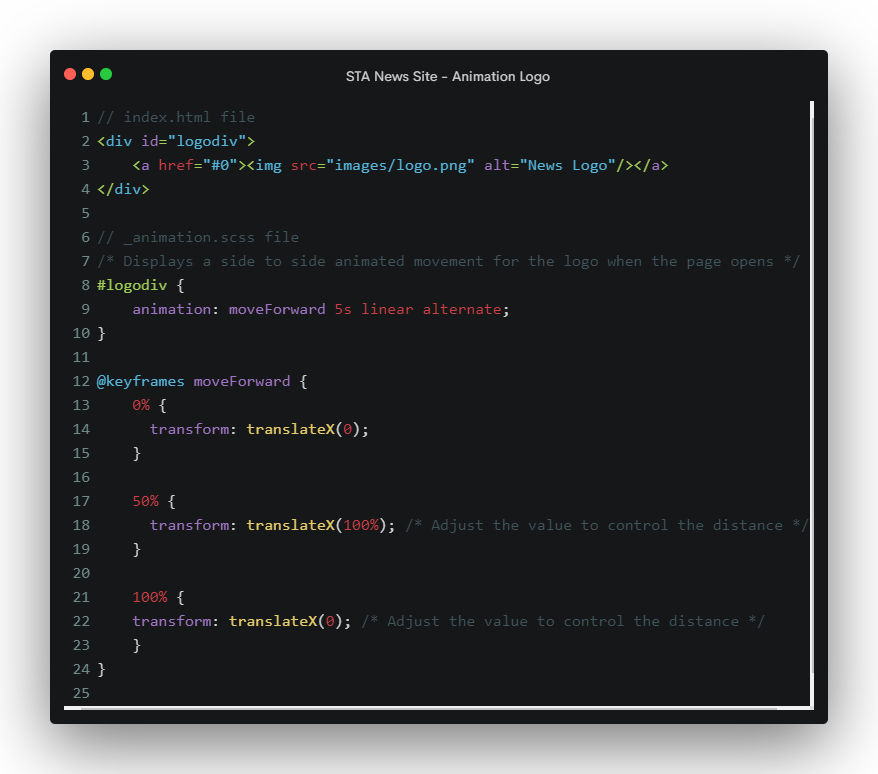 STA News Site - Animation Logo
1 // index.html file
2 <div id="logodiv">
3     <a href="#0"><img src="images/logo.png" alt="News Logo"/></a>
4 </div>
5
6 // _animation.scss file
7 /* Displays a side to side animated movement for the logo when the page opens */
8 #logodiv {
9     animation: moveForward 5s linear alternate;
10 }
11
12 @keyframes moveForward {
13     0% {
14       transform: translateX(0);
15     }
16
17     50% {
18       transform: translateX(100%); /* Adjust the value to control the distance */
19     }
20
21     100% {
22     transform: translateX(0); /* Adjust the value to control the distance */
23     }
24 }
25